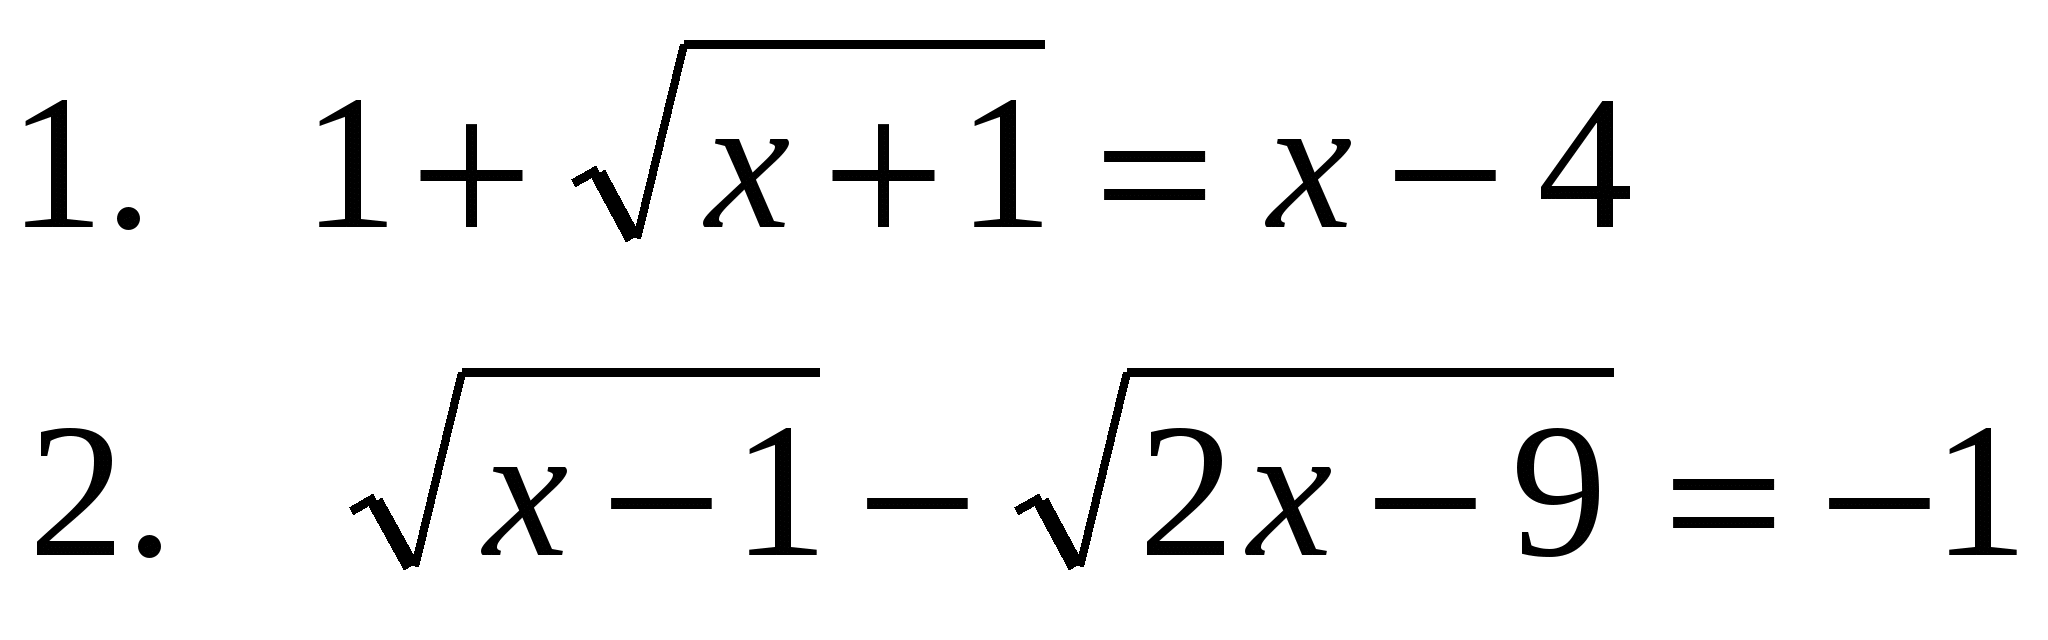 1. 1 + √(x + 1) = x − 4
2. √(x − 1) − √(2x − 9) = −1